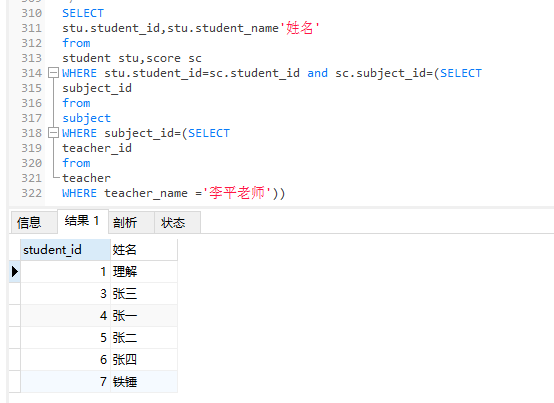 309 */
310 SELECT
311 stu.student_id,stu.student_name'姓名'
312 from
313 student stu,score sc
314 WHERE stu.student_id=sc.student_id and sc.subject_id=(SELECT
315 subject_id
316 from
317 subject
318 WHERE subject_id=(SELECT
319 teacher_id
320 from
321 teacher
322 WHERE teacher_name ='李平老师'))
信息 结果 1 剖析 状态
student_id 姓名
1 理解
3 张三
4 张一
5 张二
6 张四
7 铁锤